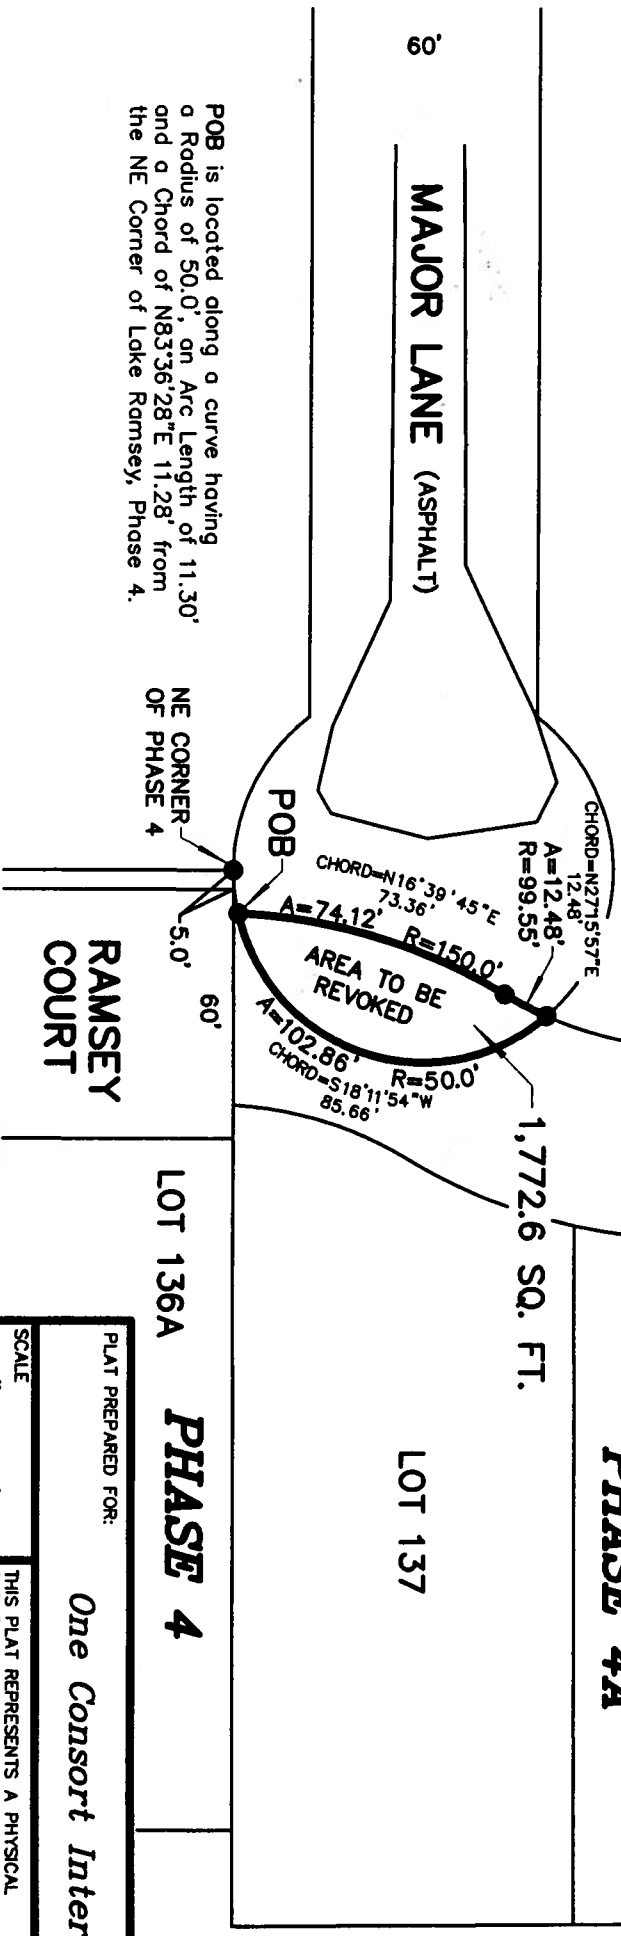 60'
MAJOR LANE (ASPHALT)
POB is located along a curve having
a Radius of 50.0', an Arc Length of 11.30'
and a Chord of N83°36'28"E 11.28' from
the NE Corner of Lake Ramsey, Phase 4.
CHORD=N27°15'57"E
12.48'
A=12.48'
R=99.55'
CHORD=N16°39'45"E
73.36'
A=74.12' R=150.0'
POB
NE CORNER
OF PHASE 4
5.0'
60'
AREA TO BE
REVOKED
A=102.86' R=50.0'
CHORD=S18°11'54"W
85.66'
1,772.6 SQ. FT.
RAMSEY
COURT
LOT 136A
PHASE 4
LOT 137
PHASE 4A
PLAT PREPARED FOR:
One Consort Inter
SCALE
THIS PLAT REPRESENTS A PHYSICAL